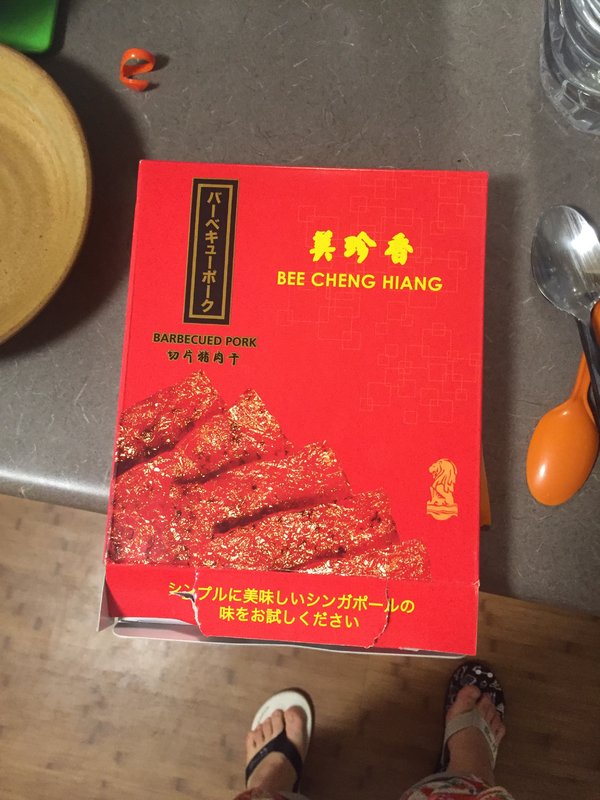 バーベキューポーク
美珍香
BEE CHENG HIANG
BARBECUED PORK
切片猪肉干
シンプルに美味しいシンガポールの
味をお試しください